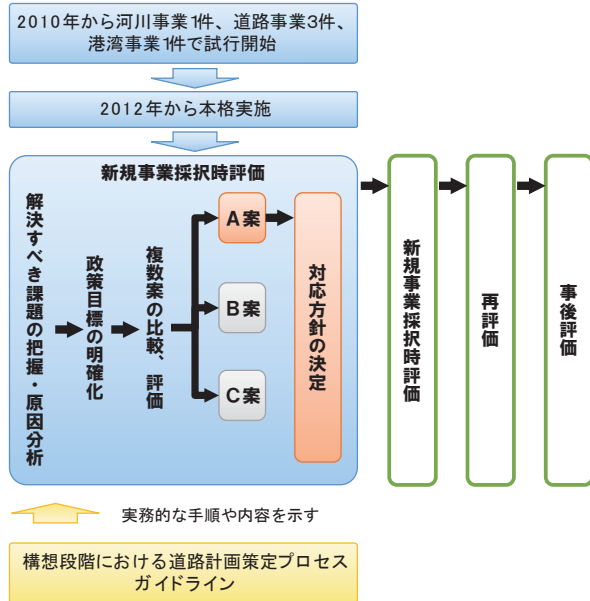 2010年から河川事業1件、道路事業3件、
港湾事業1件で試行開始
2012年から本格実施
新規事業採択時評価
解決すべき課題の把握・原因分析
政策目標の明確化
複数案の比較、評価
A案
B案
C案
対応方針の決定
新規事業採択時評価
再評価
事後評価
実務的な手順や内容を示す
構想段階における道路計画策定プロセス
ガイドライン